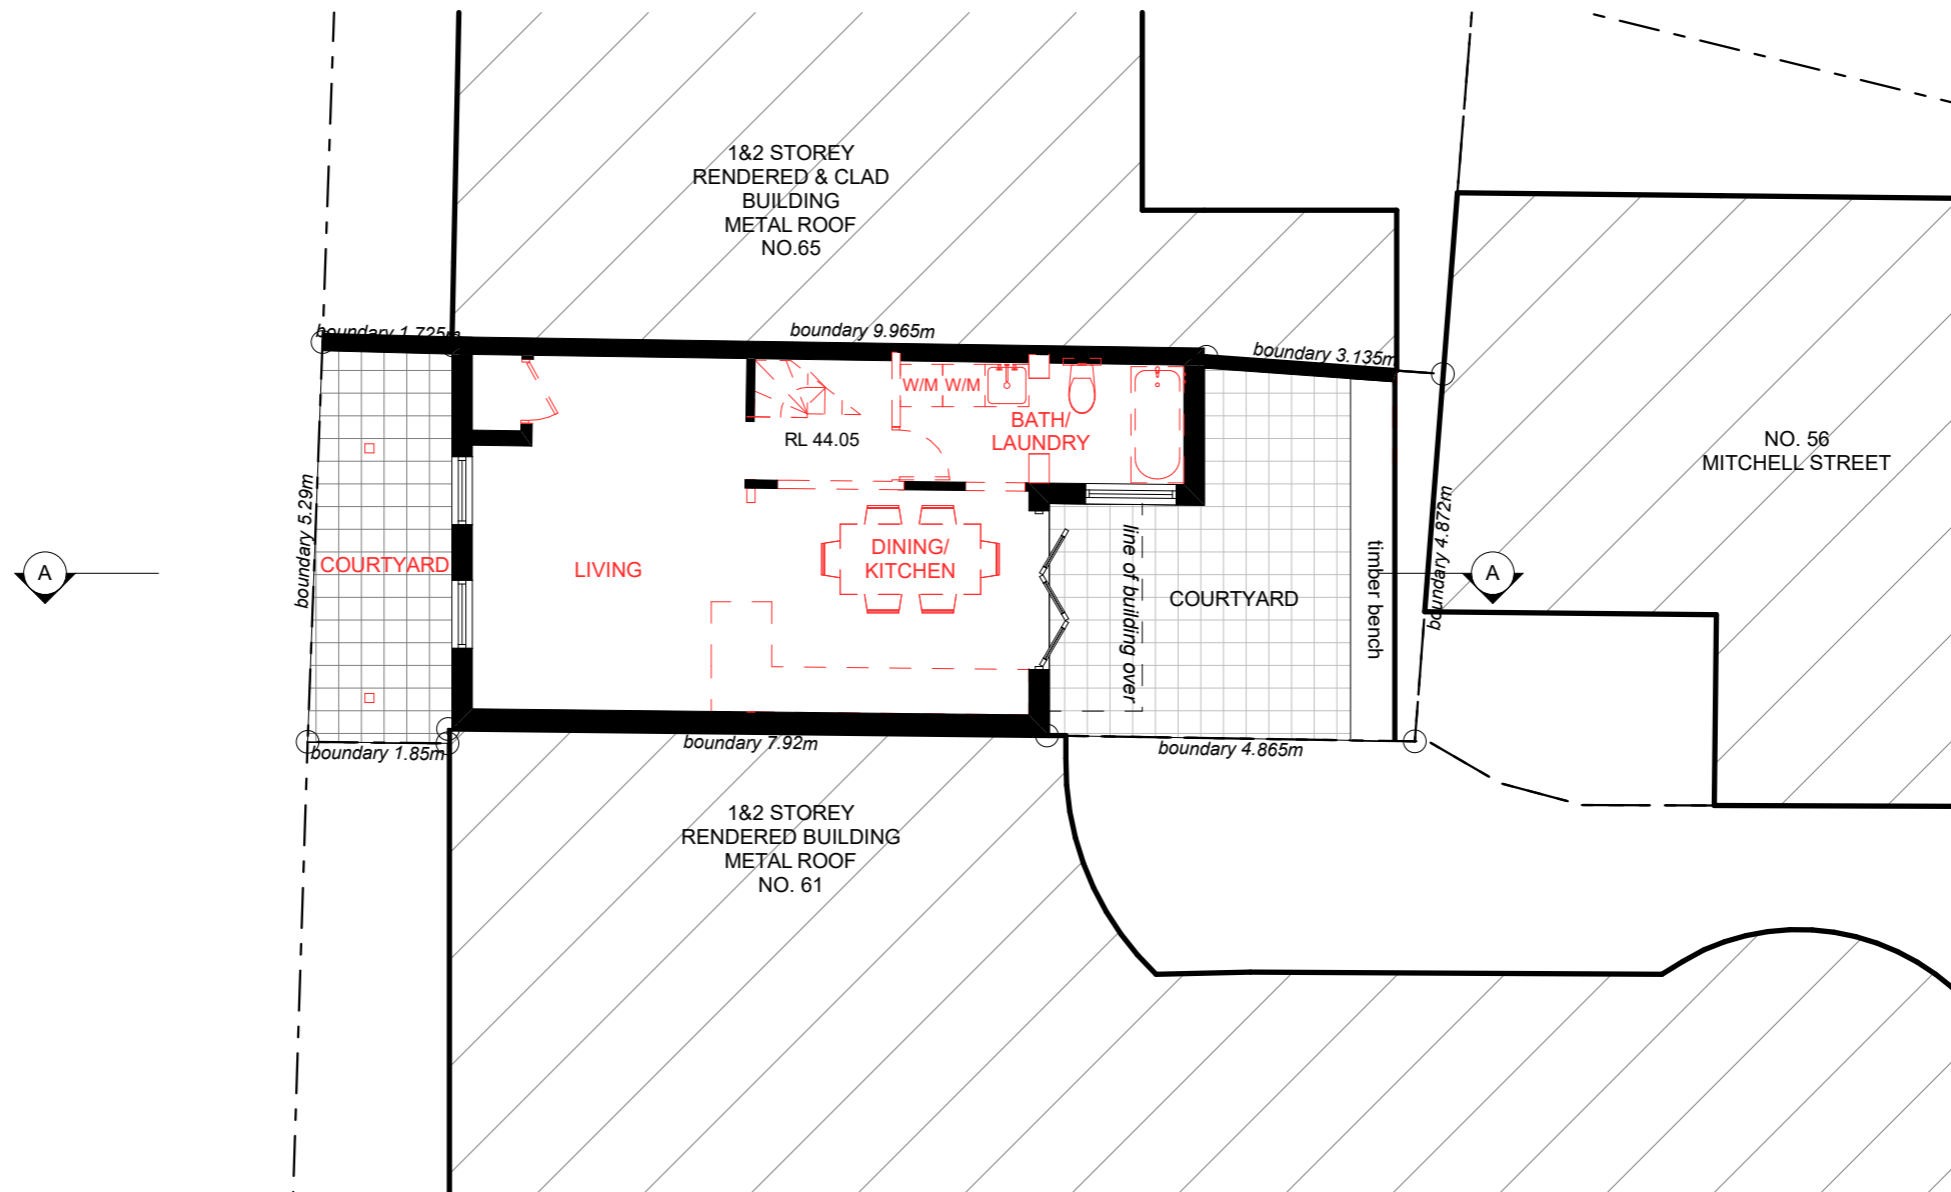 1&2 STOREY
RENDERED & CLAD
BUILDING
METAL ROOF
NO.65
boundary 1.725m
boundary 9.965m
boundary 3.135m
W/M
W/M
BATH/
LAUNDRY
RL 44.05
NO. 56
MITCHELL STREET
boundary 5.29m
boundary 4.872m
A
COURTYARD
LIVING
DINING/
KITCHEN
line of building over
COURTYARD
timber bench
A
boundary 1.85m
boundary 7.92m
boundary 4.865m
1&2 STOREY
RENDERED BUILDING
METAL ROOF
NO. 61